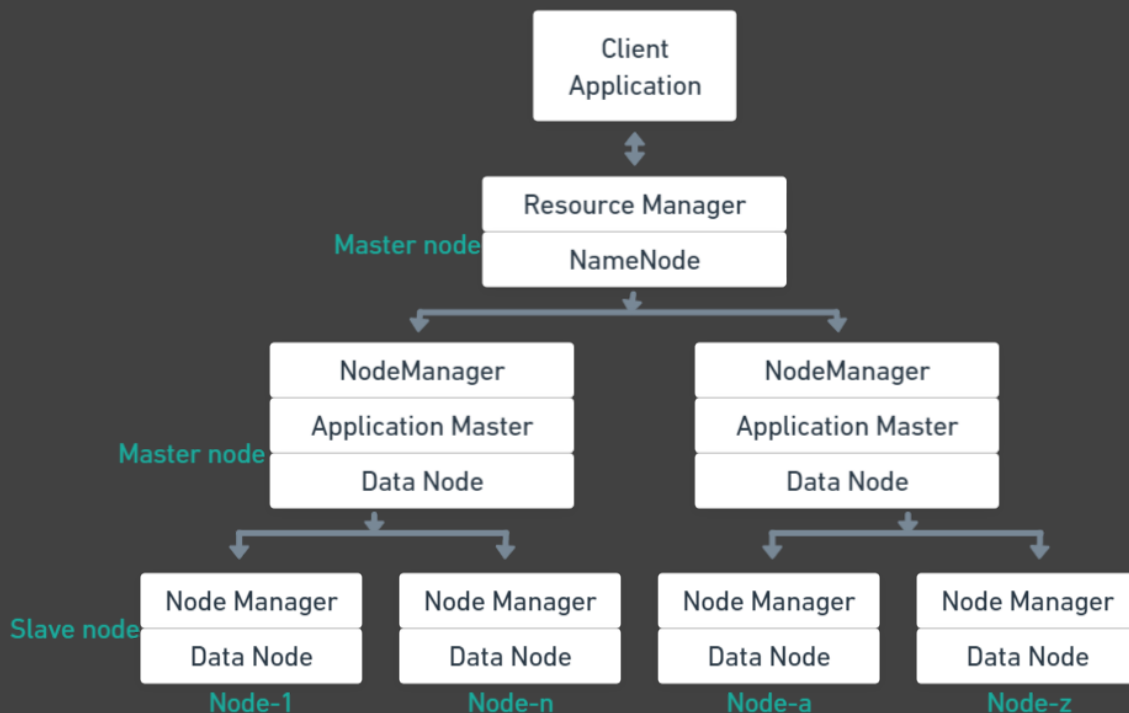 Client
Application
Resource Manager
Master node
NameNode
NodeManager
NodeManager
Application Master
Application Master
Master node
Data Node
Data Node
Node Manager
Node Manager
Node Manager
Node Manager
Slave node
Data Node
Data Node
Data Node
Data Node
Node-1
Node-n
Node-a
Node-z